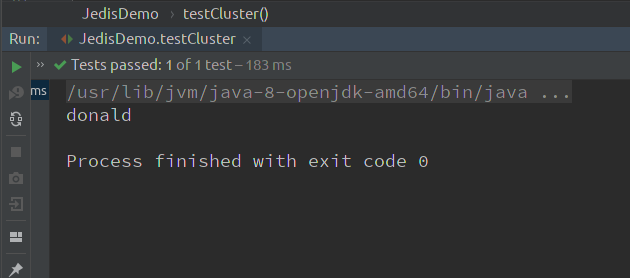 JedisDemo › testCluster()
Run: JedisDemo.testCluster ×
›› ✔ Tests passed: 1 of 1 test – 183 ms
ms /usr/lib/jvm/java-8-openjdk-amd64/bin/java ...
donald
Process finished with exit code 0